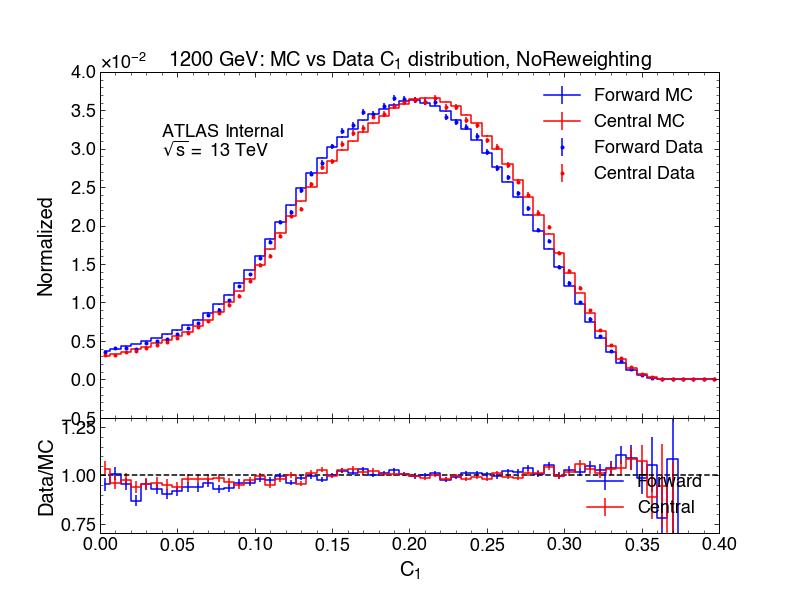 ×10⁻² 1200 GeV: MC vs Data C₁ distribution, NoReweighting
4.0
3.5
3.0
2.5
2.0
1.5
1.0
0.5
0.0
-0.5
Normalized
ATLAS Internal
√s = 13 TeV
Forward MC
Central MC
Forward Data
Central Data
1.25
1.00
0.75
Data/MC
Forward
Central
0.00 0.05 0.10 0.15 0.20 0.25 0.30 0.35 0.40
C₁